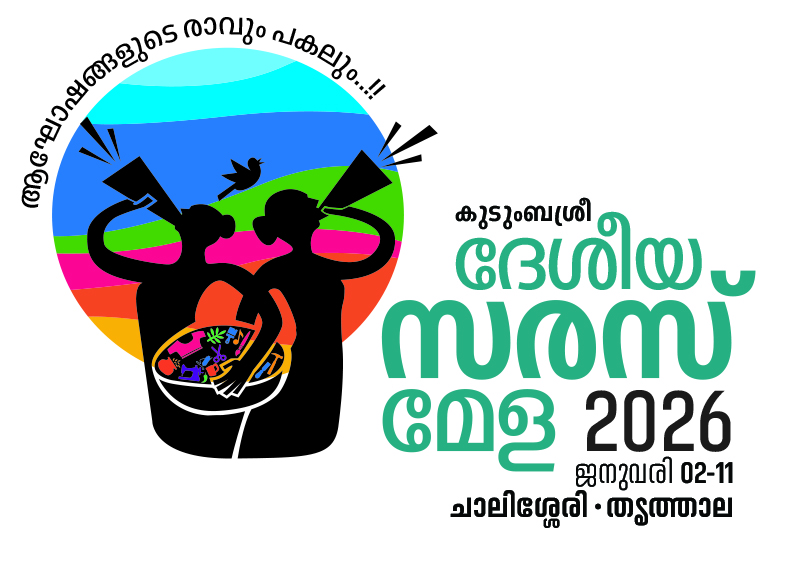 ആഘോഷങ്ങളുടെ രാവും പകലും...!!
കുടുംബശ്രീ
ദേശീയ
സരസ്
മേള 2026
ജനുവരി 02-11
ചാലിശ്ശേരി • തൃത്താല